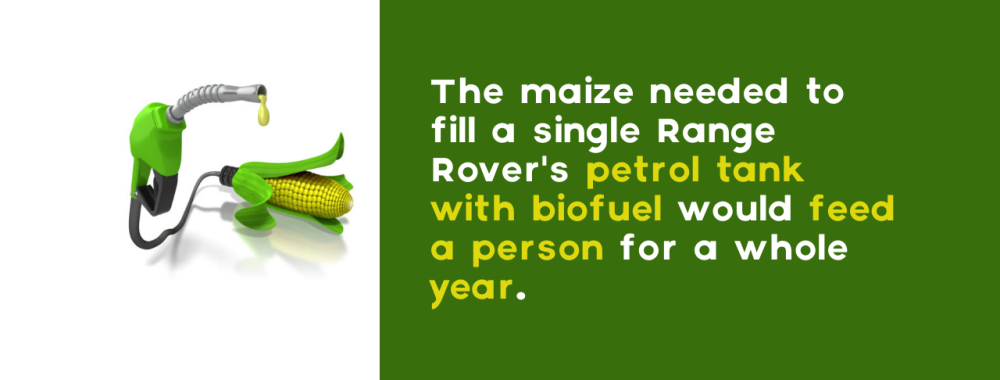 The maize needed to
fill a single Range
Rover's petrol tank
with biofuel would feed
a person for a whole
year.